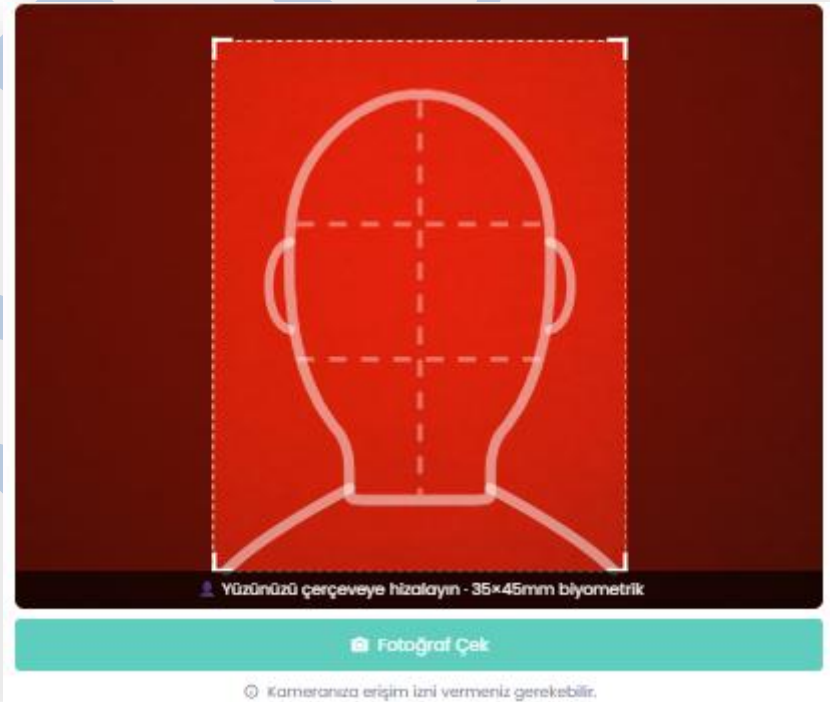 Yüzünüzü çerçeveye hizalayın · 35×45mm biyometrik
Fotoğraf Çek
Kameranıza erişim izni vermeniz gerekebilir.